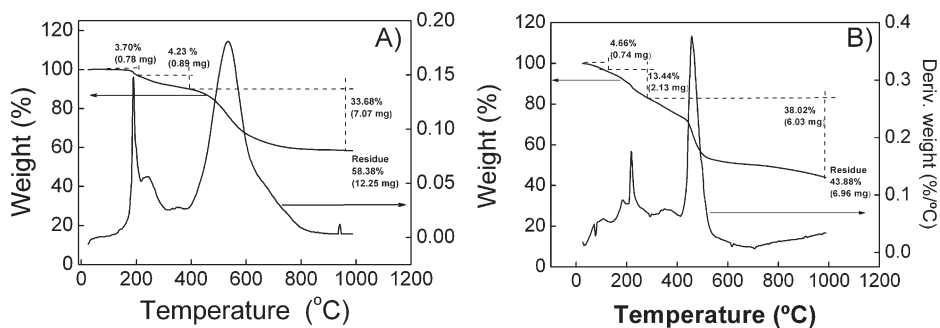 A)
120
100
80
60
40
20
0
Weight (%)
3.70%
(0.78 mg)
4.23 %
(0.89 mg)
33.68%
(7.07 mg)
Residue
58.38%
(12.25 mg)
0.20
0.15
0.10
0.05
0.00
0 200 400 600 800 1000 1200
Temperature (°C)
B)
120
100
80
60
40
20
0
Weight (%)
4.66%
(0.74 mg)
13.44%
(2.13 mg)
38.02%
(6.03 mg)
Residue
43.88%
(6.96 mg)
0.4
0.3
0.2
0.1
0.0
Deriv. weight (%/ºC)
0 200 400 600 800 1000 1200
Temperature (ºC)